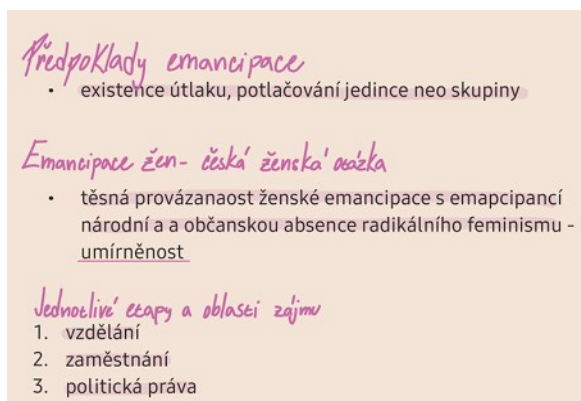 Předpoklady emancipace
• existence útlaku, potlačování jedince neo skupiny
Emancipace žen- česká ženská otázka
• těsná provázanaost ženské emancipace s emapcipancí
národní a a občanskou absence radikálního feminismu -
umírněnost
Jednotlivé etapy a oblasti zájmu
1. vzdělání
2. zaměstnání
3. politická práva